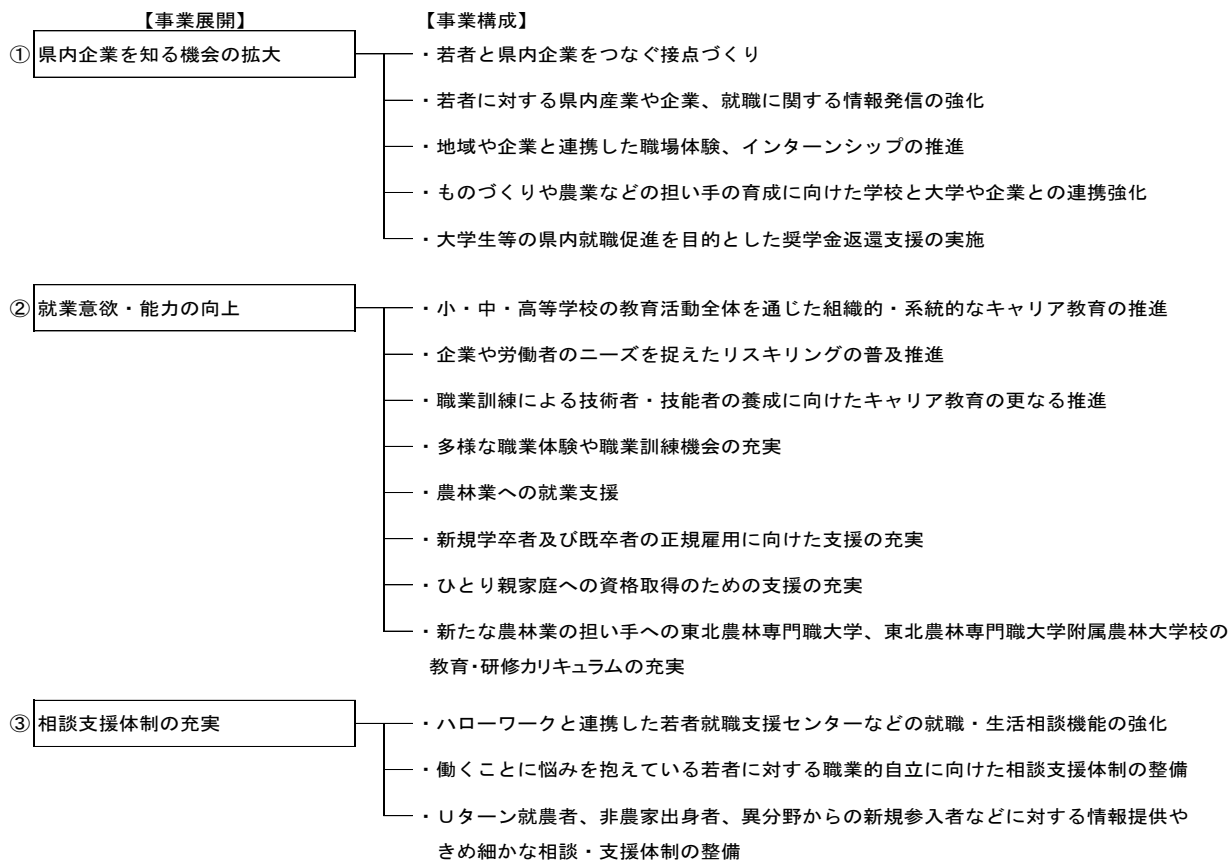 【事業展開】 【事業構成】
① 県内企業を知る機会の拡大 ・若者と県内企業をつなぐ接点づくり
・若者に対する県内産業や企業、就職に関する情報発信の強化
・地域や企業と連携した職場体験、インターンシップの推進
・ものづくりや農業などの担い手の育成に向けた学校と大学や企業との連携強化
・大学生等の県内就職促進を目的とした奨学金返還支援の実施
② 就業意欲・能力の向上 ・小・中・高等学校の教育活動全体を通じた組織的・系統的なキャリア教育の推進
・企業や労働者のニーズを捉えたリスキリングの普及推進
・職業訓練による技術者・技能者の養成に向けたキャリア教育の更なる推進
・多様な職業体験や職業訓練機会の充実
・農林業への就業支援
・新規学卒者及び既卒者の正規雇用に向けた支援の充実
・ひとり親家庭への資格取得のための支援の充実
・新たな農林業の担い手への東北農林専門職大学、東北農林専門職大学附属農林大学校の
教育・研修カリキュラムの充実
③ 相談支援体制の充実 ・ハローワークと連携した若者就職支援センターなどの就職・生活相談機能の強化
・働くことに悩みを抱えている若者に対する職業的自立に向けた相談支援体制の整備
・Uターン就農者、非農家出身者、異分野からの新規参入者などに対する情報提供や
きめ細かな相談・支援体制の整備